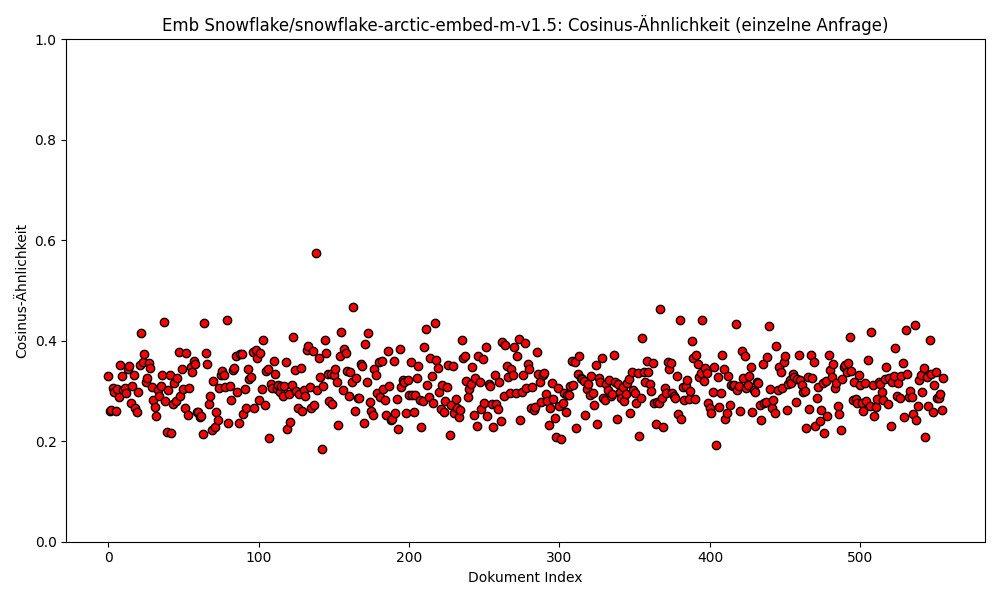 Emb Snowflake/snowflake-arctic-embed-m-v1.5: Cosinus-Ähnlichkeit (einzelne Anfrage)
1.0
0.8
0.6
0.4
0.2
0.0
Cosinus-Ähnlichkeit
0 100 200 300 400 500
Dokument Index